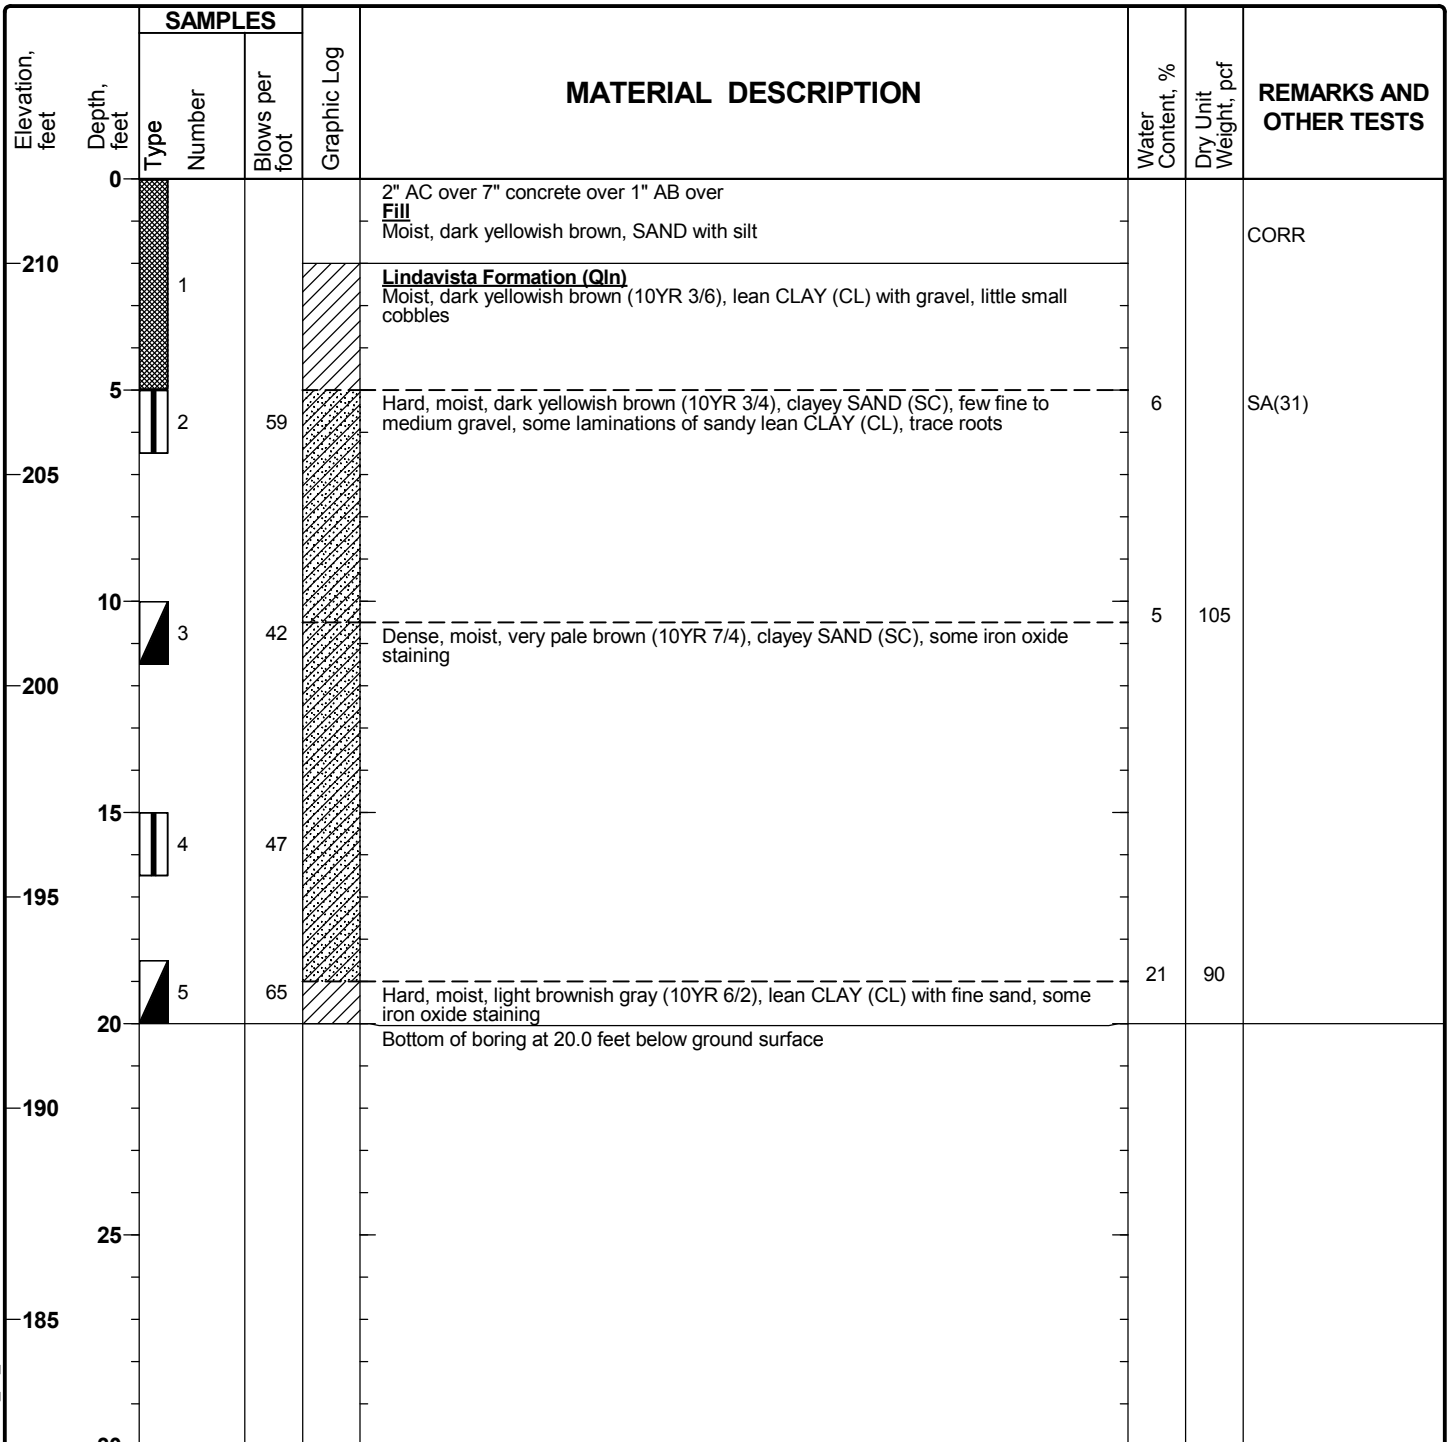 SAMPLES
Elevation,
feet
Depth,
feet
Type
Number
Blows per
foot
Graphic Log
MATERIAL DESCRIPTION
Water
Content, %
Dry Unit
Weight, pcf
REMARKS AND
OTHER TESTS
0
2" AC over 7" concrete over 1" AB over
Fill
Moist, dark yellowish brown, SAND with silt
CORR
210
1
Lindavista Formation (Qln)
Moist, dark yellowish brown (10YR 3/6), lean CLAY (CL) with gravel, little small
cobbles
5
2
59
Hard, moist, dark yellowish brown (10YR 3/4), clayey SAND (SC), few fine to
medium gravel, some laminations of sandy lean CLAY (CL), trace roots
6
SA(31)
205
10
3
42
5
105
Dense, moist, very pale brown (10YR 7/4), clayey SAND (SC), some iron oxide
staining
200
15
4
47
195
21
90
5
65
Hard, moist, light brownish gray (10YR 6/2), lean CLAY (CL) with fine sand, some
iron oxide staining
20
Bottom of boring at 20.0 feet below ground surface
190
25
185